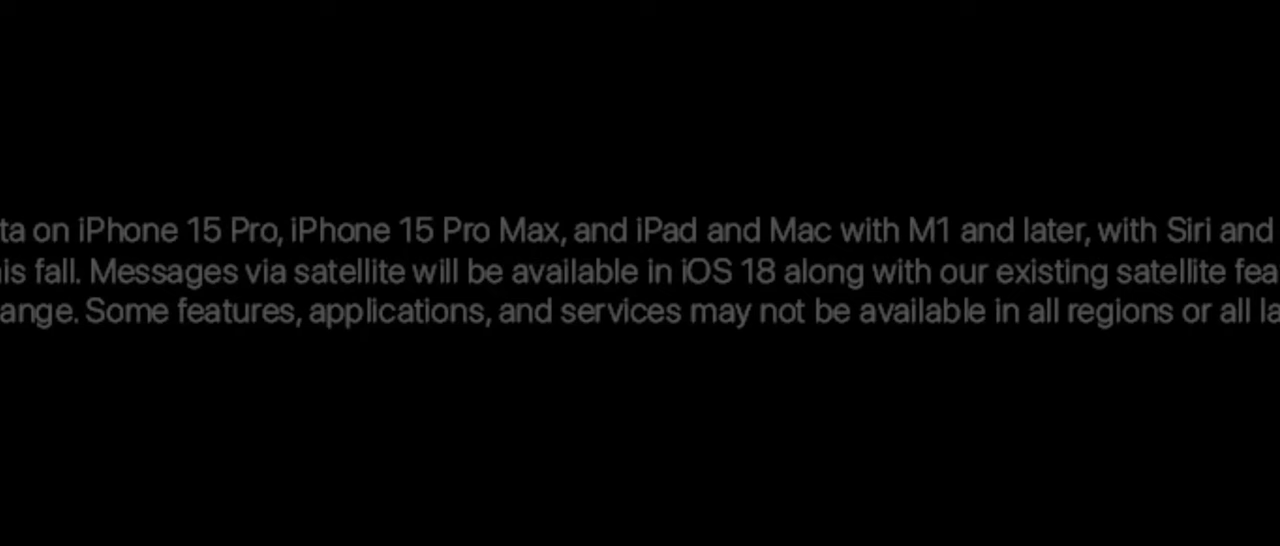 ta on iPhone 15 Pro, iPhone 15 Pro Max, and iPad and Mac with M1 and later, with Siri and
is fall. Messages via satellite will be available in iOS 18 along with our existing satellite fea
ange. Some features, applications, and services may not be available in all regions or all la